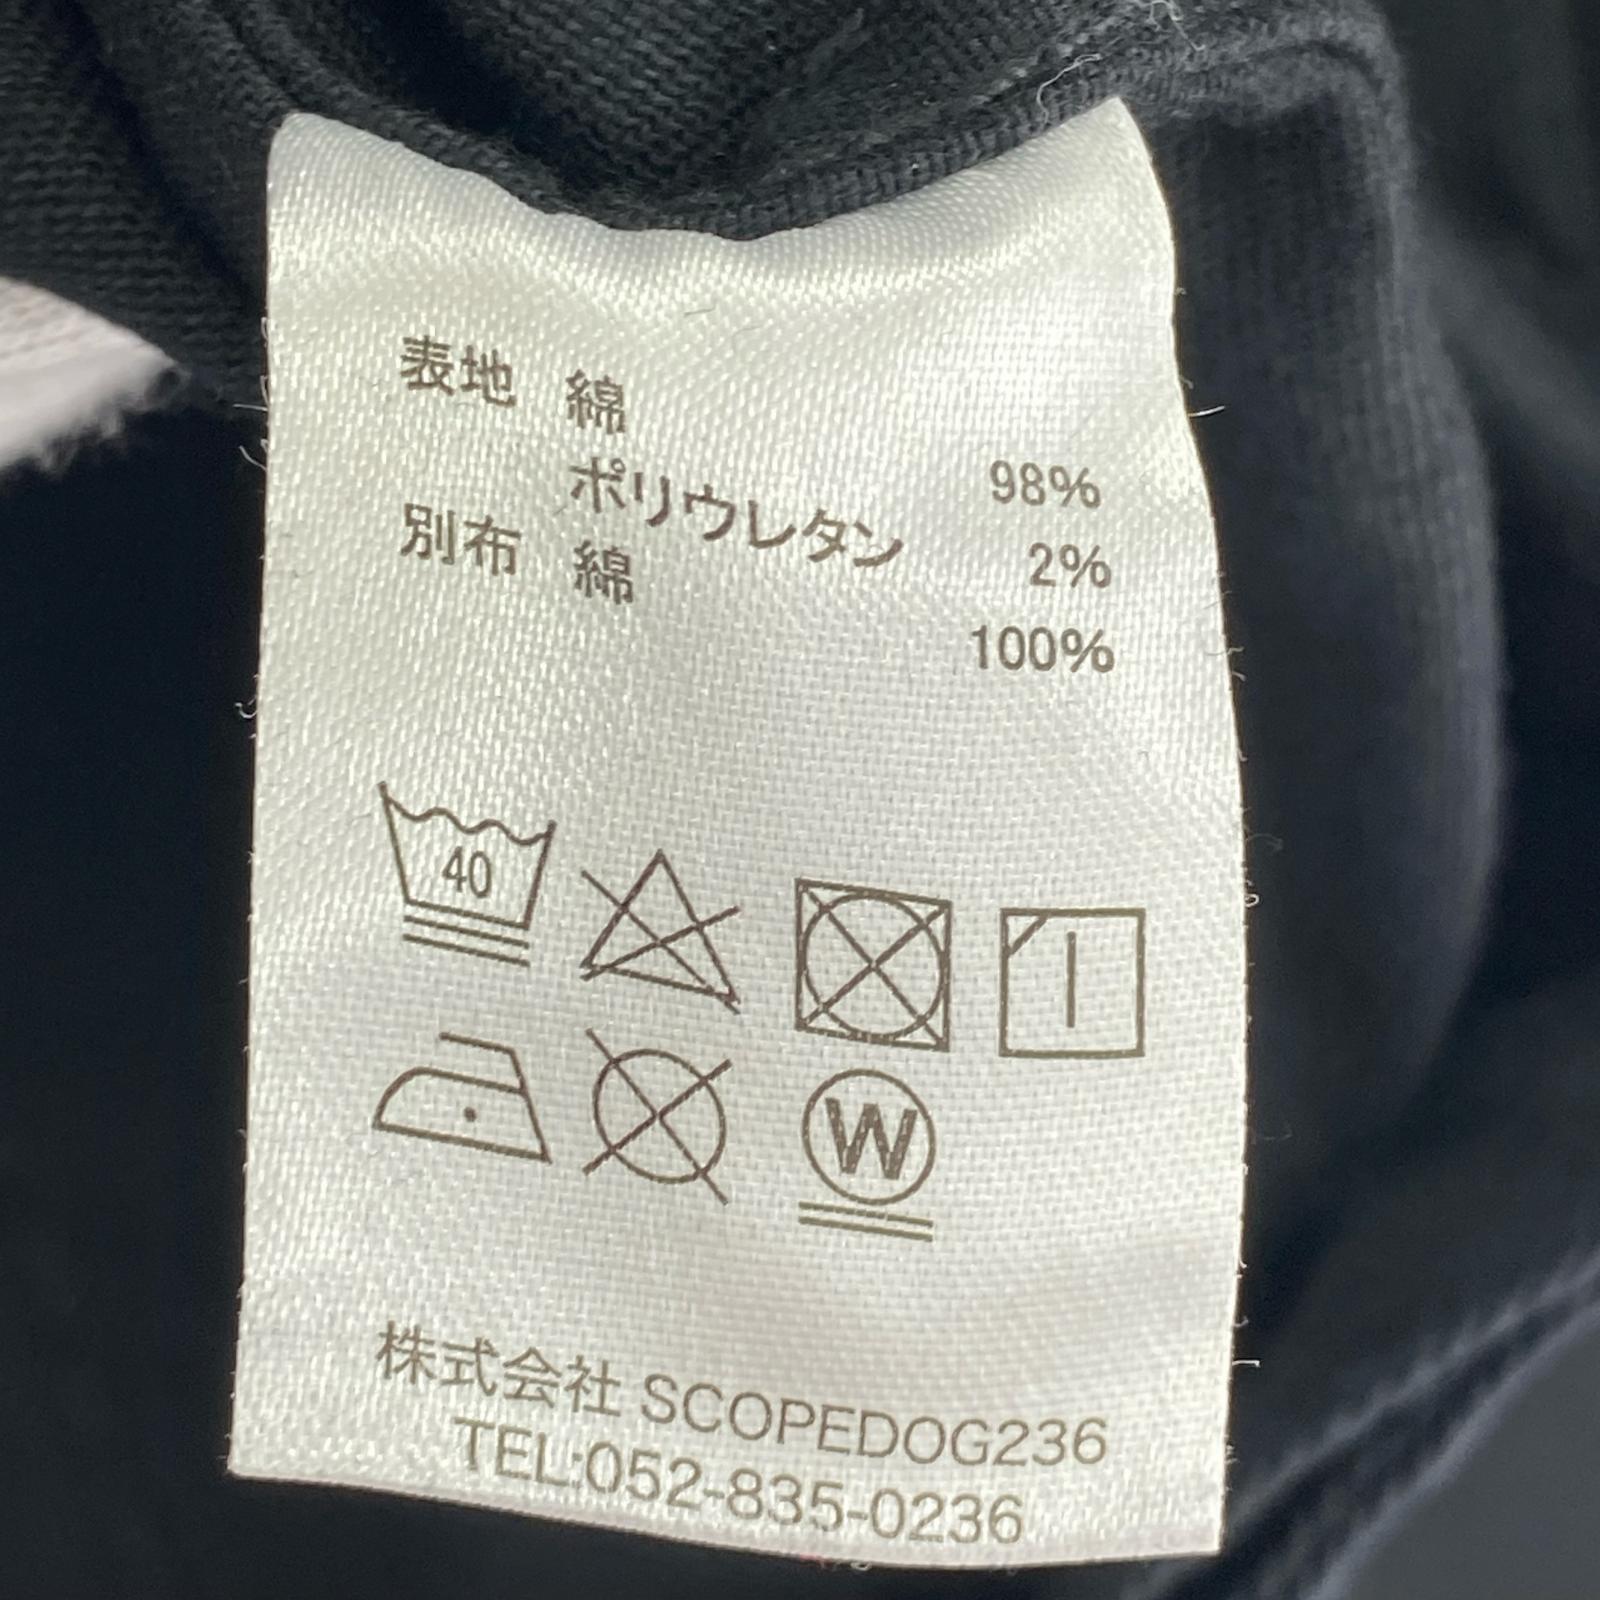 表地 綿 98%
ポリウレタン 2%
別布 綿 100%
40
W
株式会社 SCOPEDOG236
TEL:052-835-0236